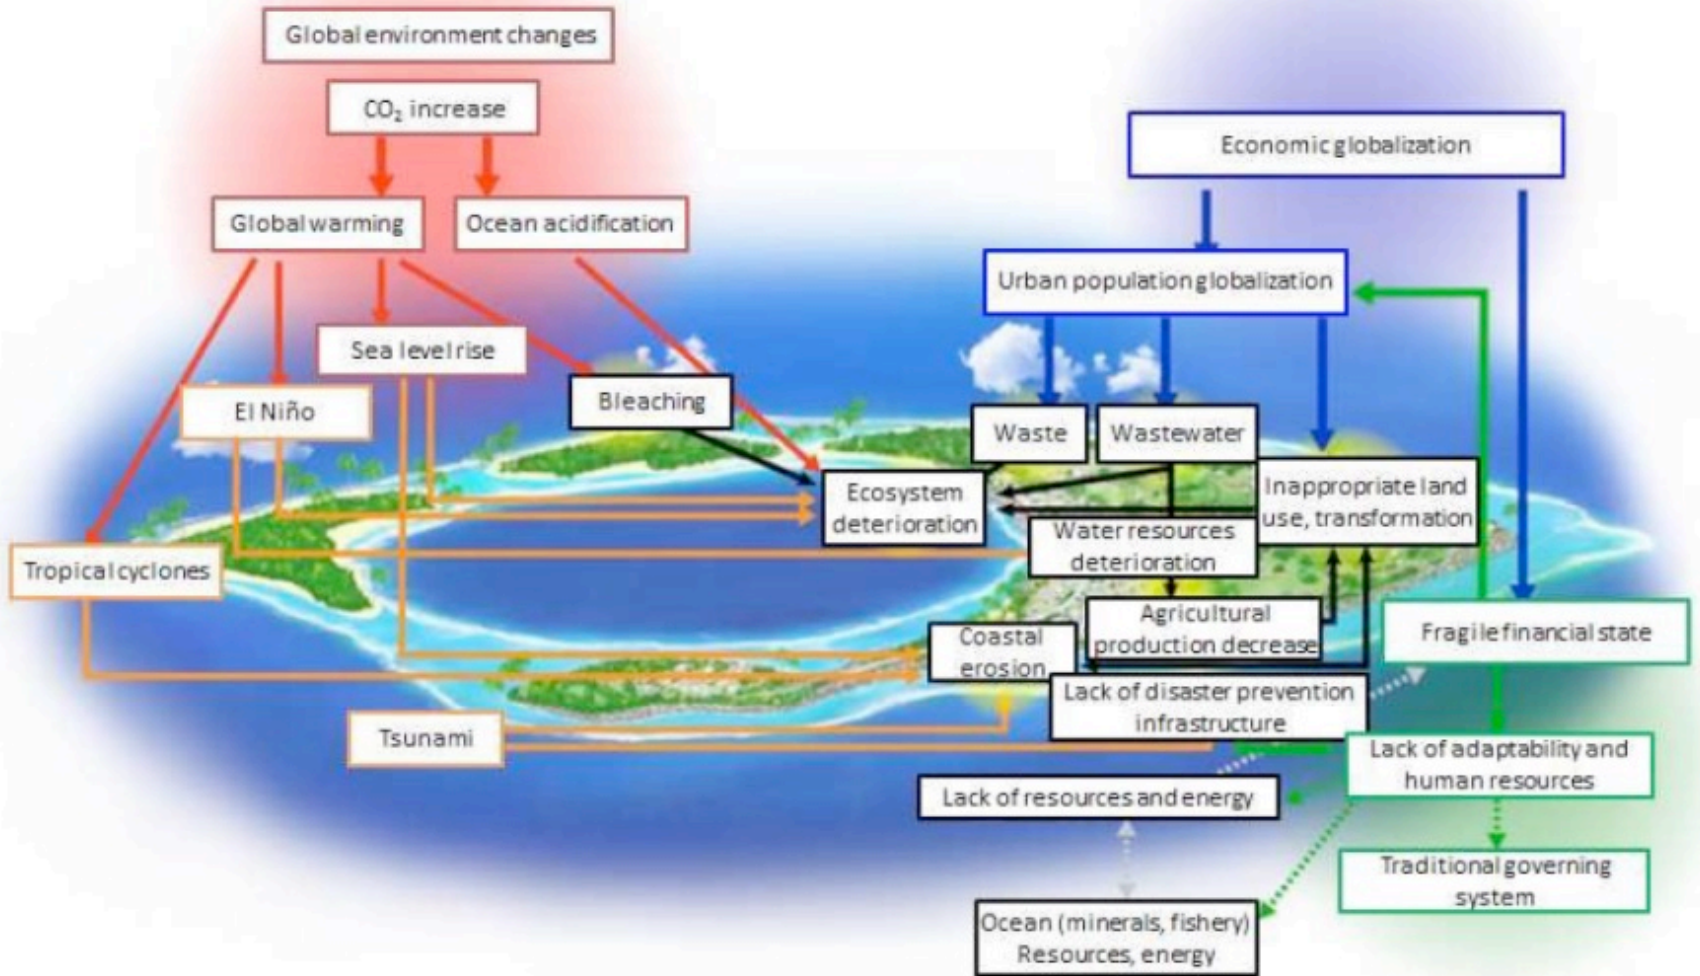 Global environment changes
CO₂ increase
Economic globalization
Global warming
Ocean acidification
Urban population globalization
Sea level rise
El Niño
Bleaching
Waste
Wastewater
Ecosystem
deterioration
Inappropriate land
use, transformation
Water resources
deterioration
Tropical cyclones
Agricultural
production decrease
Coastal
erosion
Fragile financial state
Lack of disaster prevention
infrastructure
Tsunami
Lack of adaptability and
human resources
Lack of resources and energy
Traditional governing
system
Ocean (minerals, fishery)
Resources, energy